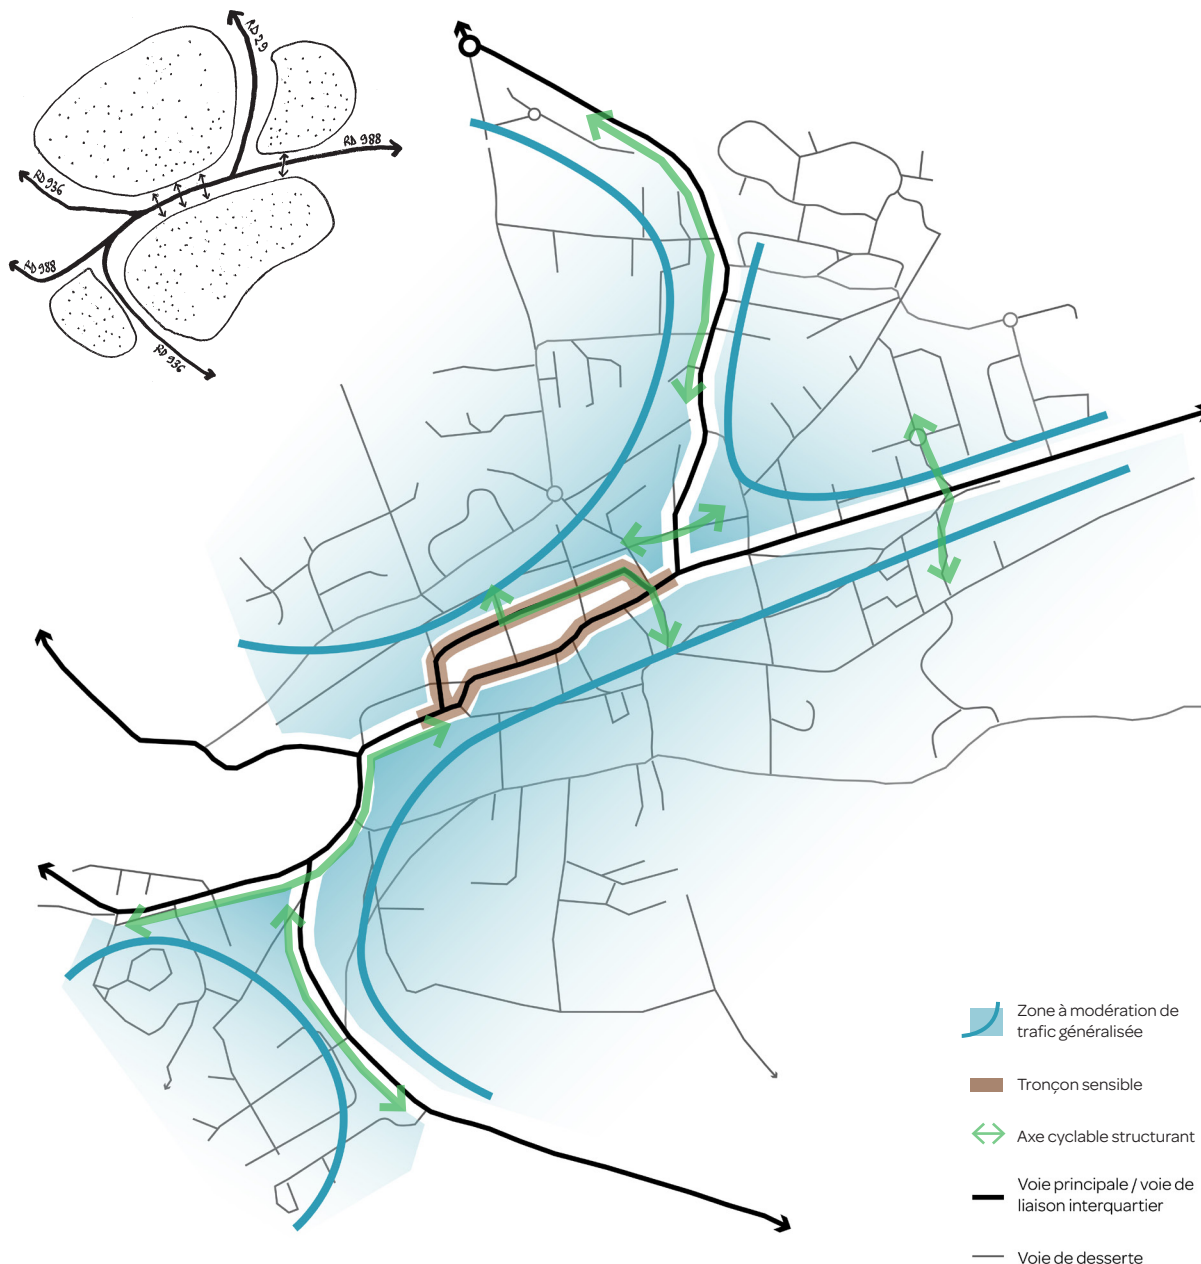 RD 29
RD 988
RD 936
RD 988
RD 936
Zone à modération de
trafic généralisée
Tronçon sensible
Axe cyclable structurant
Voie principale / voie de
liaison interquartier
Voie de desserte